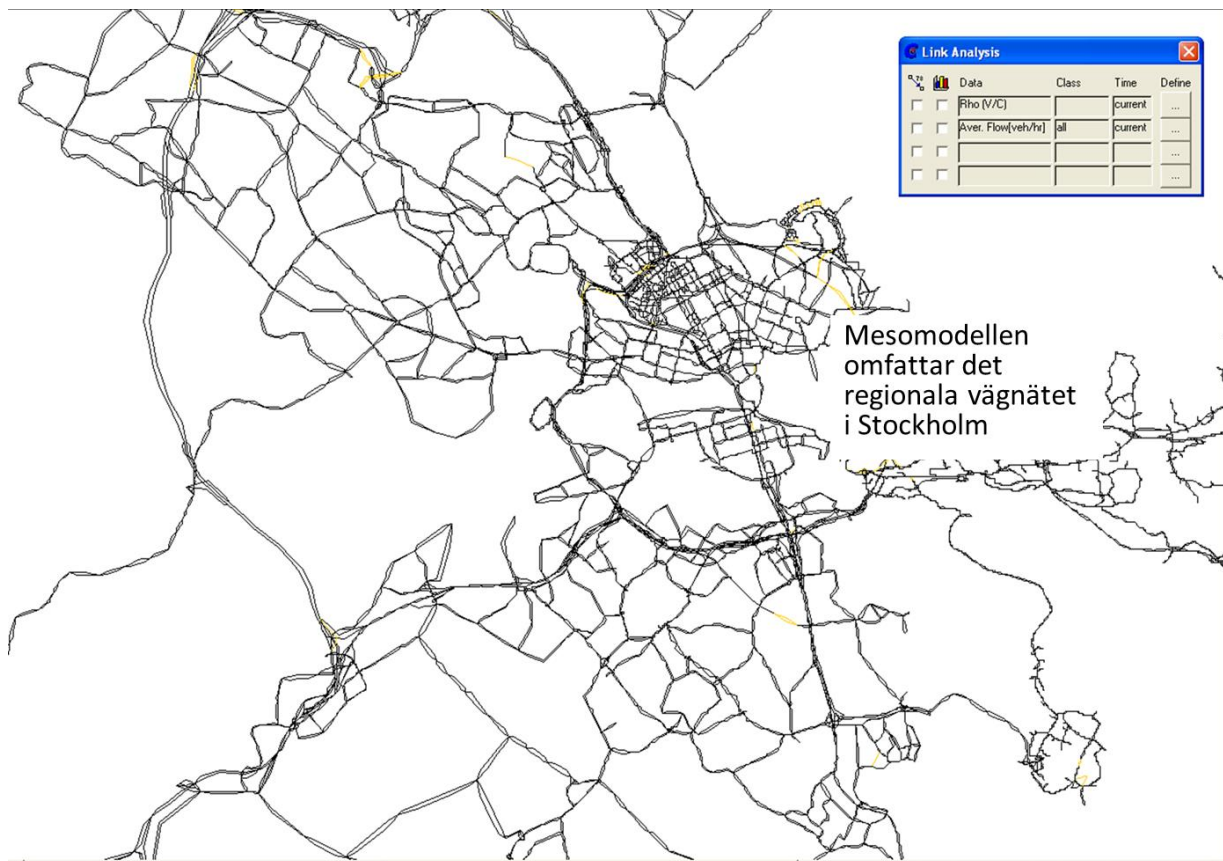 Link Analysis
Data Class Time Define
Rho (V/C) current ...
Aver. Flow[veh/hr] all current ...
...
...
Mesomodellen
omfattar det
regionala vägnätet
i Stockholm